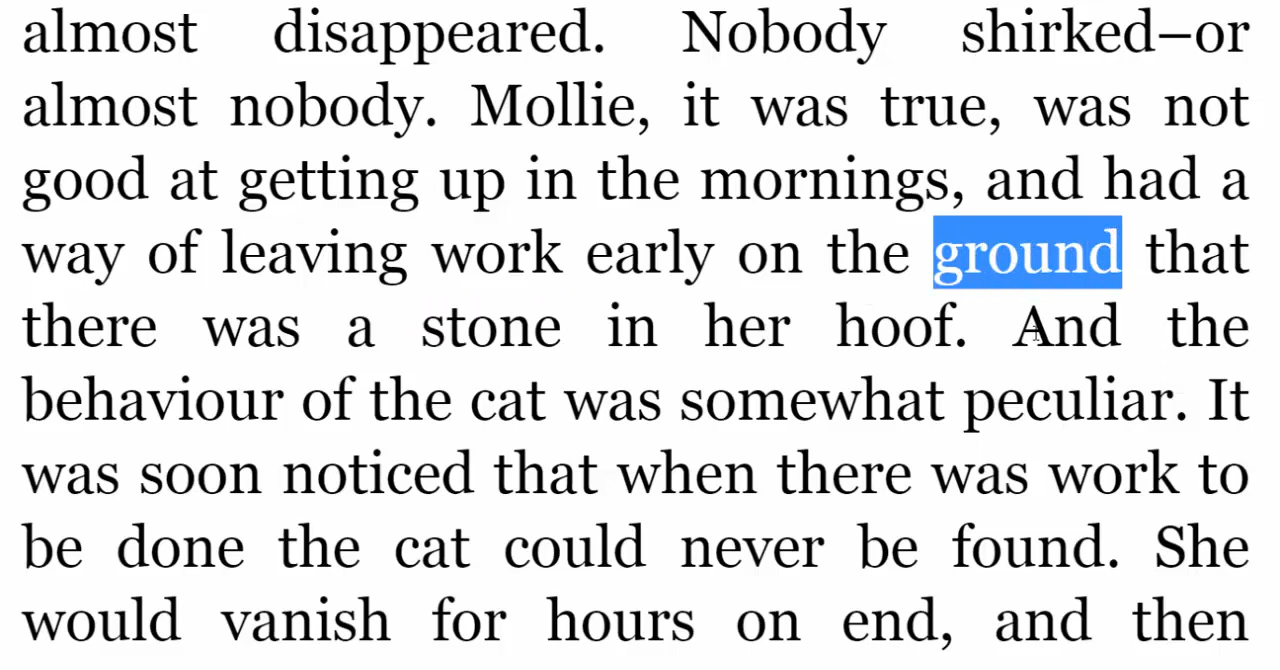 almost disappeared. Nobody shirked–or
almost nobody. Mollie, it was true, was not
good at getting up in the mornings, and had a
way of leaving work early on the ground that
there was a stone in her hoof. And the
behaviour of the cat was somewhat peculiar. It
was soon noticed that when there was work to
be done the cat could never be found. She
would vanish for hours on end, and then